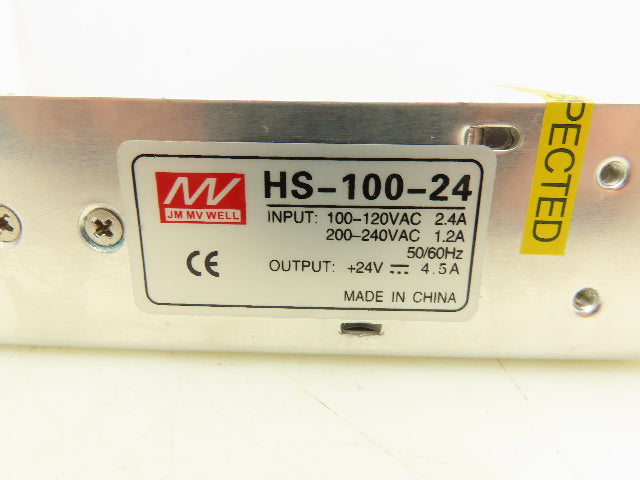 JM MV WELL
HS-100-24
INPUT: 100-120VAC 2.4A
200-240VAC 1.2A
50/60Hz
OUTPUT: +24V ⎓ 4.5A
CE
MADE IN CHINA
PECTED